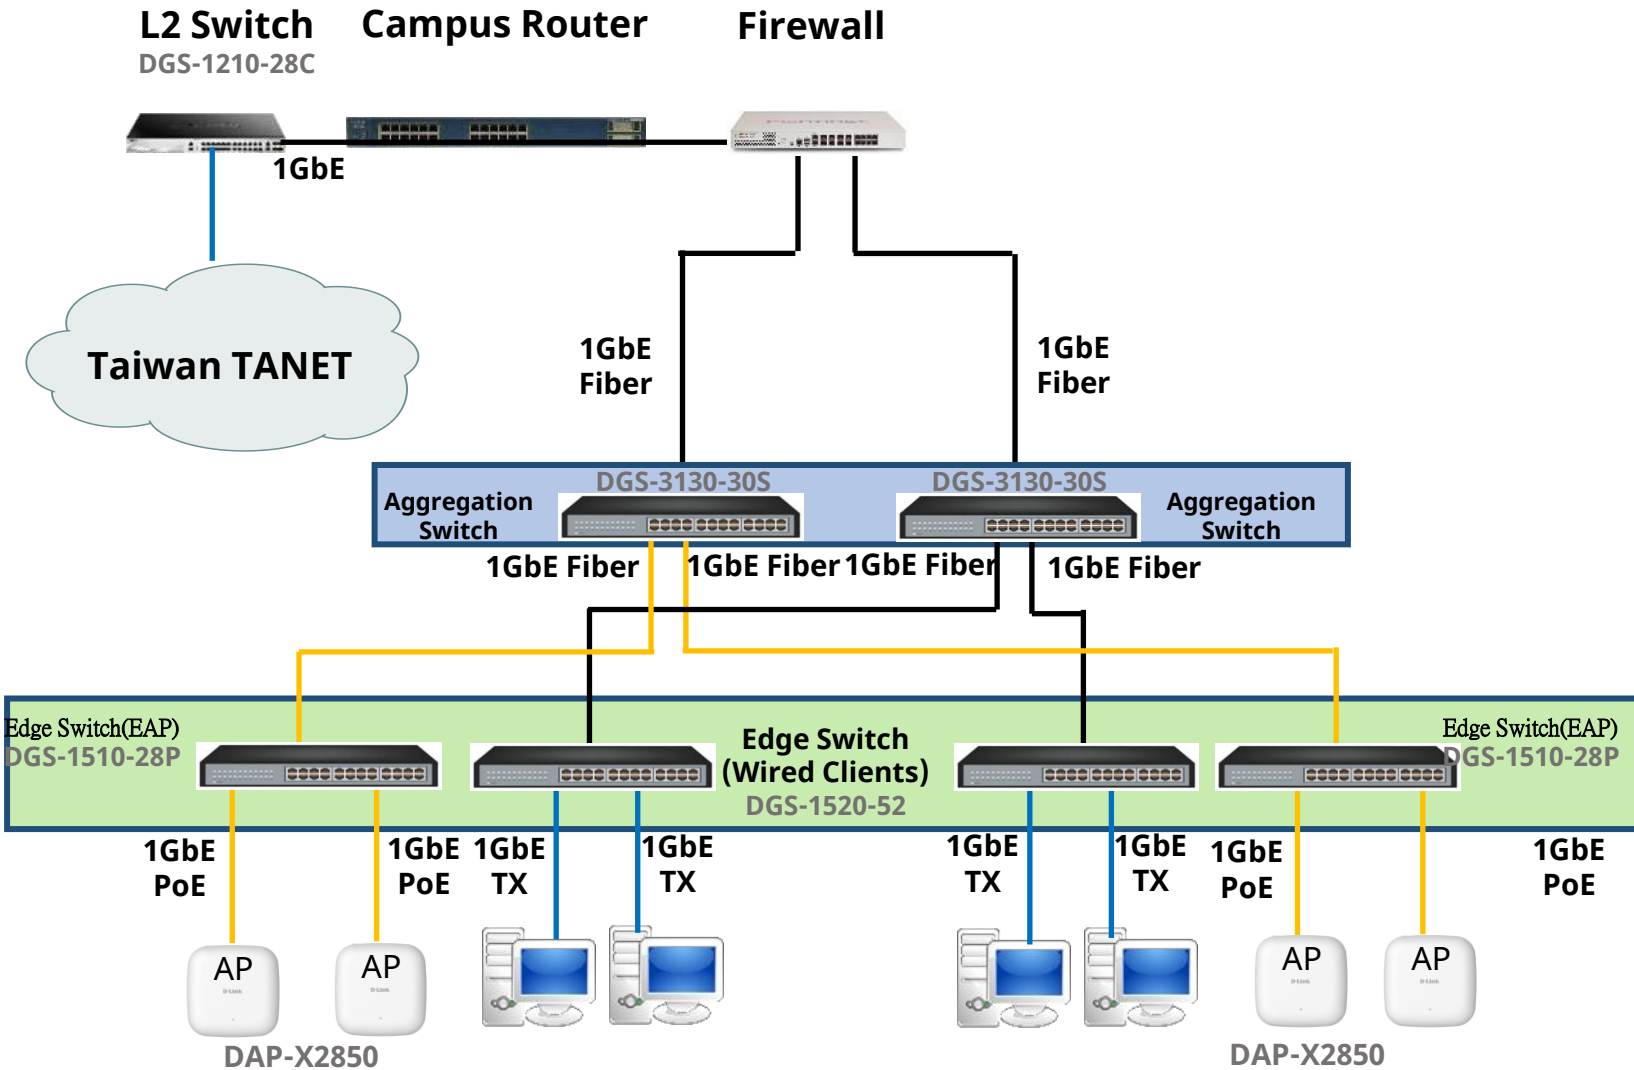 L2 Switch
DGS-1210-28C
Campus Router
Firewall
1GbE
Taiwan TANET
1GbE
Fiber
1GbE
Fiber
Aggregation
Switch
DGS-3130-30S
DGS-3130-30S
Aggregation
Switch
1GbE Fiber
1GbE Fiber
1GbE Fiber
1GbE Fiber
Edge Switch(EAP)
DGS-1510-28P
Edge Switch
(Wired Clients)
DGS-1520-52
Edge Switch(EAP)
DGS-1510-28P
1GbE
PoE
1GbE
PoE
1GbE
TX
1GbE
TX
1GbE
TX
1GbE
TX
1GbE
PoE
1GbE
PoE
AP
D-Link
AP
D-Link
AP
D-Link
AP
D-Link
DAP-X2850
DAP-X2850